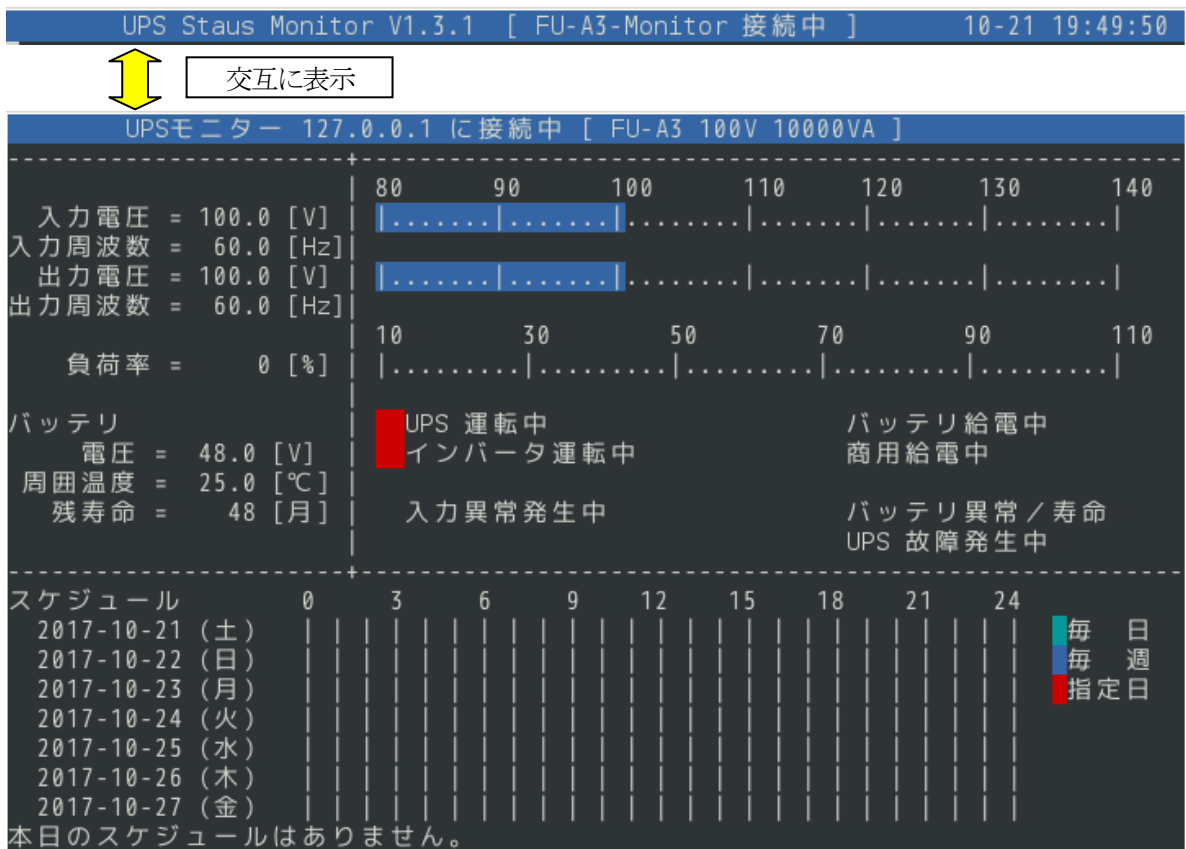 UPS Staus Monitor V1.3.1 [ FU-A3-Monitor 接続中 ] 10-21 19:49:50
交互に表示
UPSモニター 127.0.0.1 に接続中 [ FU-A3 100V 10000VA ]
-----------------------+--------------------------------------------------------
| 80 90 100 110 120 130 140
入力電圧 = 100.0 [V] | |.......|.......|........|.......|.......|........|
入力周波数 = 60.0 [Hz]|
出力電圧 = 100.0 [V] | |.......|.......|........|.......|.......|........|
出力周波数 = 60.0 [Hz]|
| 10 30 50 70 90 110
負荷率 = 0 [%] | |.........|.........|.........|.........|.........|
|
バッテリ | UPS 運転中 バッテリ給電中
電圧 = 48.0 [V] | インバータ運転中 商用給電中
周囲温度 = 25.0 [℃] |
残寿命 = 48 [月] | 入力異常発生中 バッテリ異常／寿命
| UPS 故障発生中
-----------------------+--------------------------------------------------------
スケジュール 0 3 6 9 12 15 18 21 24
2017-10-21 (土) | | | | | | | | | | | | | | | | | | | | | | | | | 毎 日
2017-10-22 (日) | | | | | | | | | | | | | | | | | | | | | | | | | 毎 週
2017-10-23 (月) | | | | | | | | | | | | | | | | | | | | | | | | | 指定日
2017-10-24 (火) | | | | | | | | | | | | | | | | | | | | | | | | |
2017-10-25 (水) | | | | | | | | | | | | | | | | | | | | | | | | |
2017-10-26 (木) | | | | | | | | | | | | | | | | | | | | | | | | |
2017-10-27 (金) | | | | | | | | | | | | | | | | | | | | | | | | |
本日のスケジュールはありません。